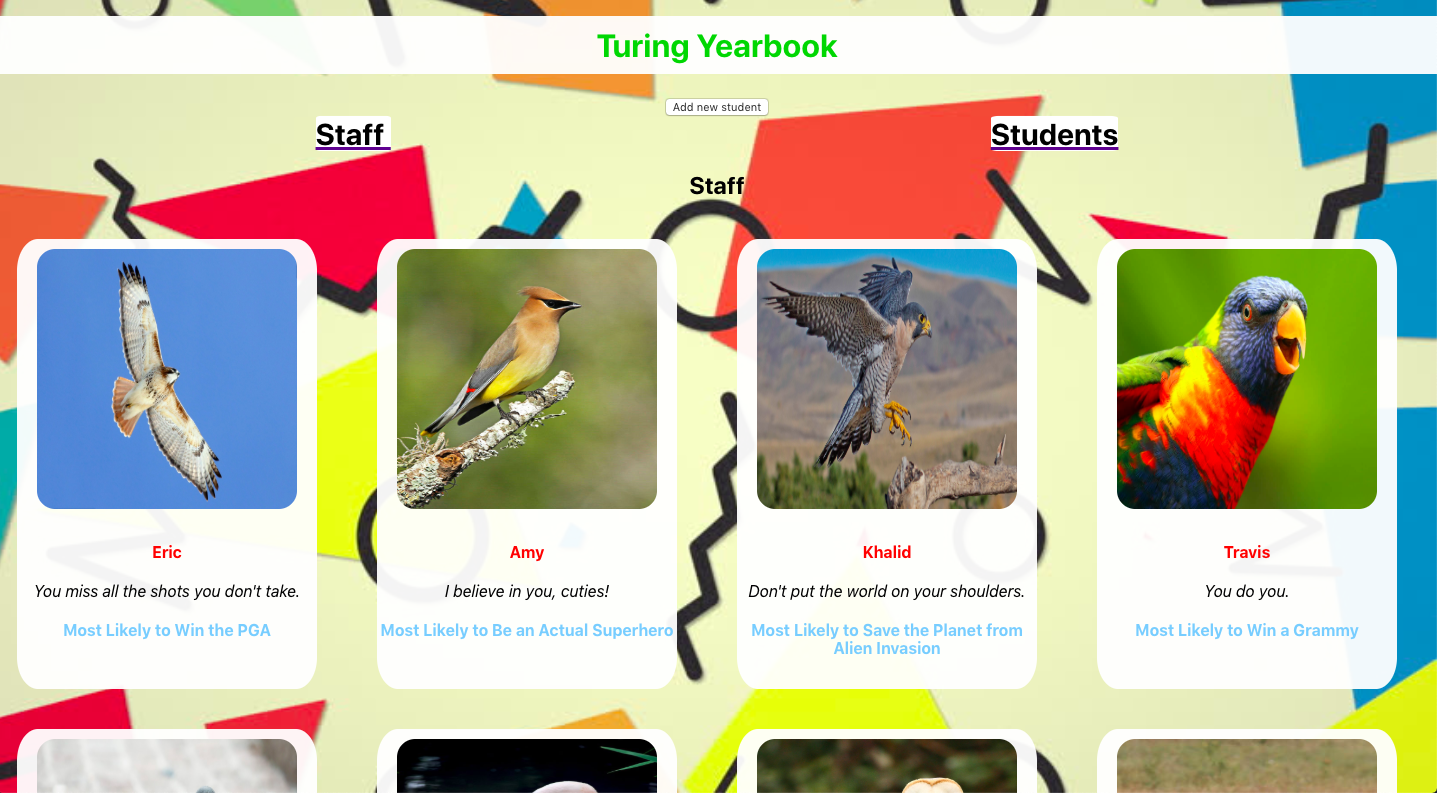 Turing Yearbook
Add new student
Staff
Students
Staff
Eric
You miss all the shots you don't take.
Most Likely to Win the PGA
Amy
I believe in you, cuties!
Most Likely to Be an Actual Superhero
Khalid
Don't put the world on your shoulders.
Most Likely to Save the Planet from
Alien Invasion
Travis
You do you.
Most Likely to Win a Grammy